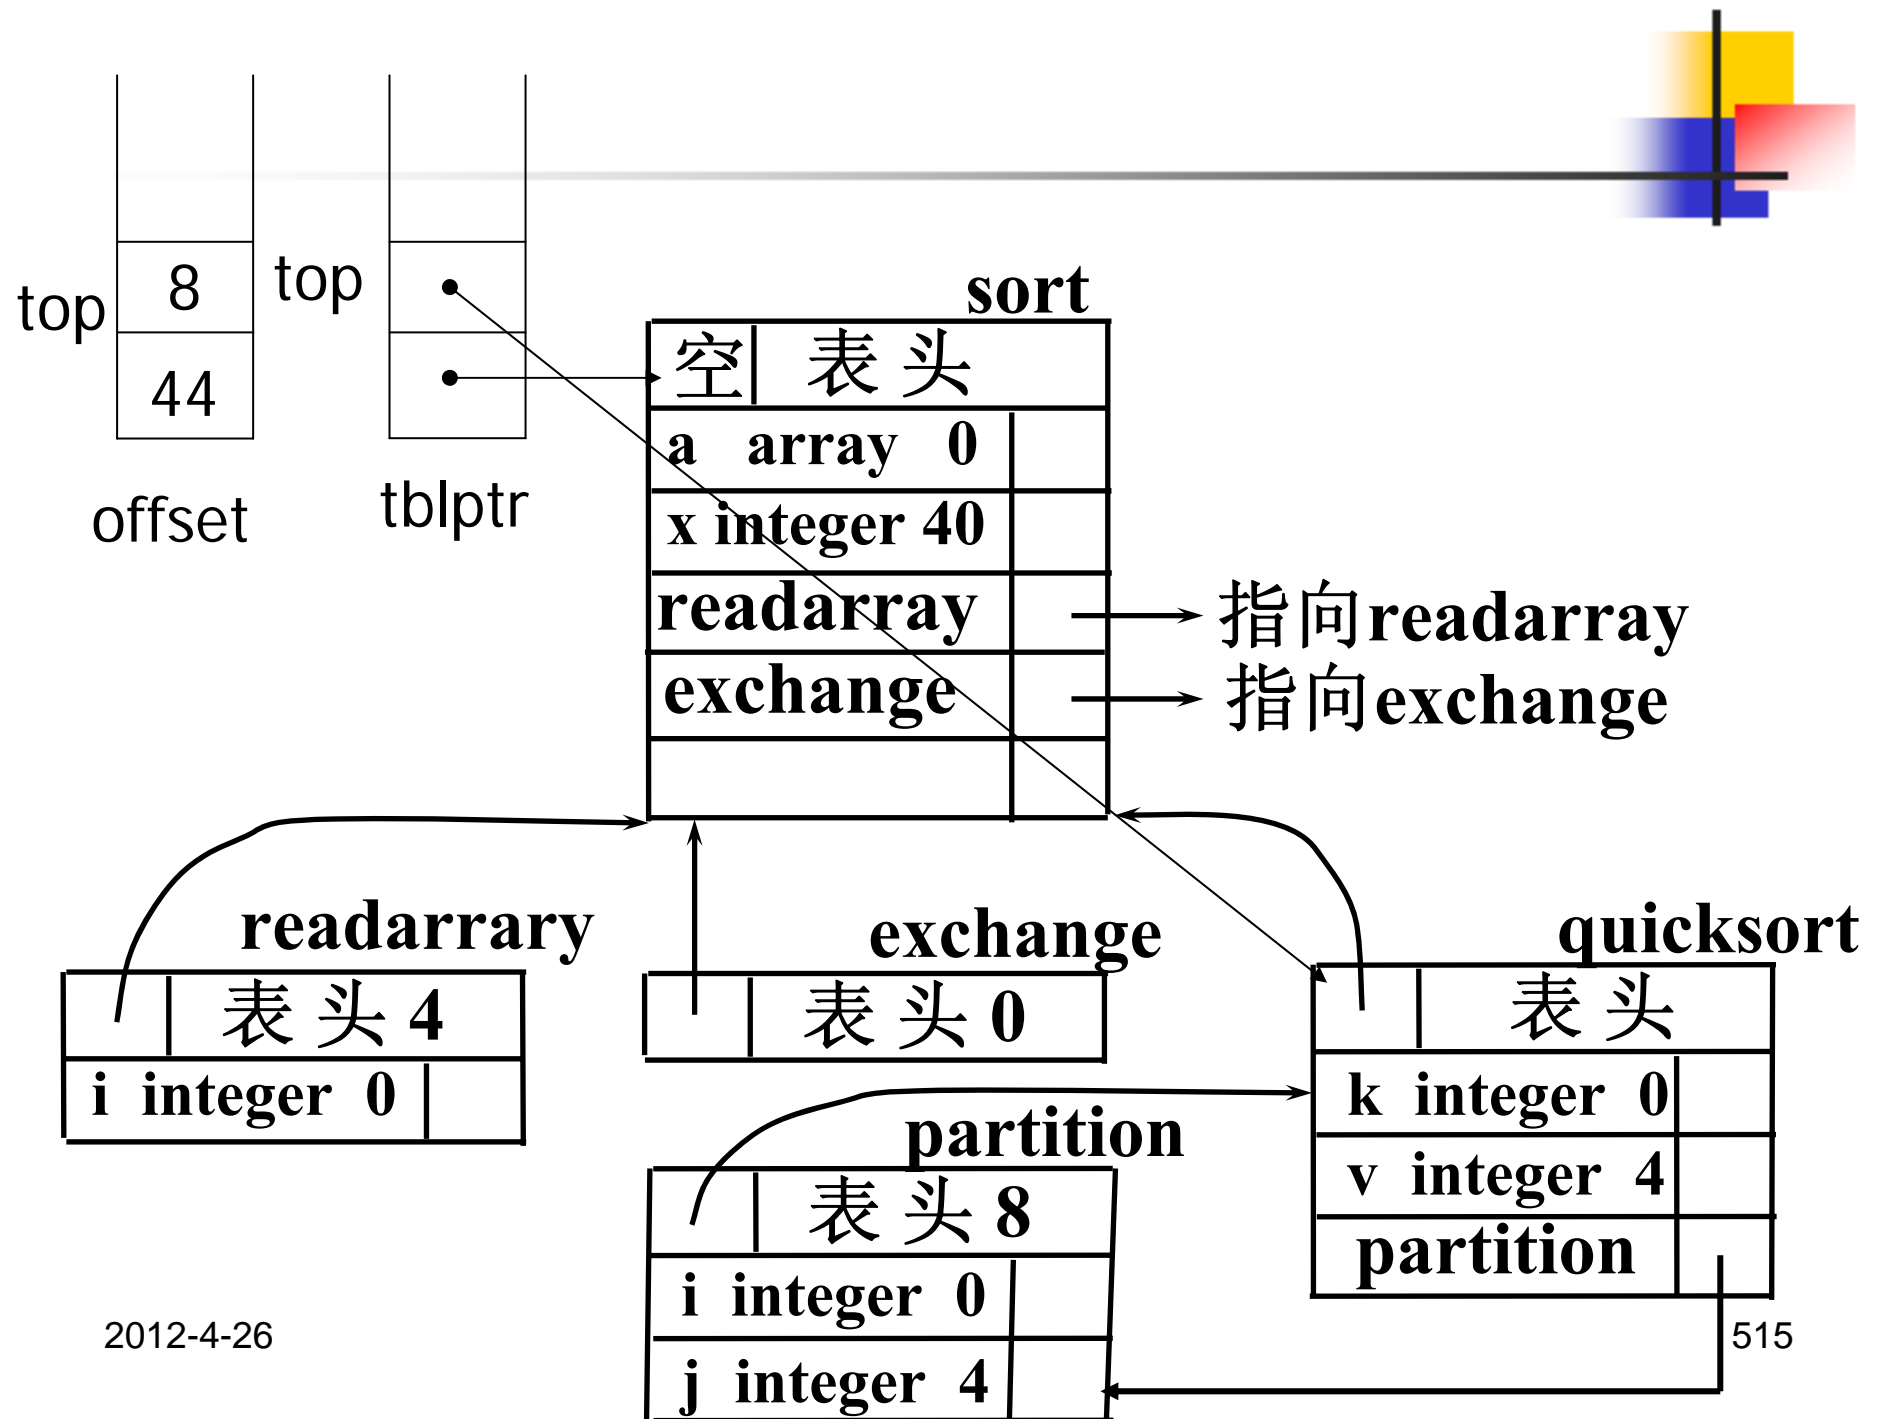 top
8
top
44
offset
tblptr
sort
空 表 头
a array 0
x integer 40
readarray
指向readarray
exchange
指向exchange
readarrary
表 头 4
i integer 0
exchange
表 头 0
quicksort
表 头
k integer 0
v integer 4
partition
partition
表 头 8
i integer 0
j integer 4
2012-4-26
515